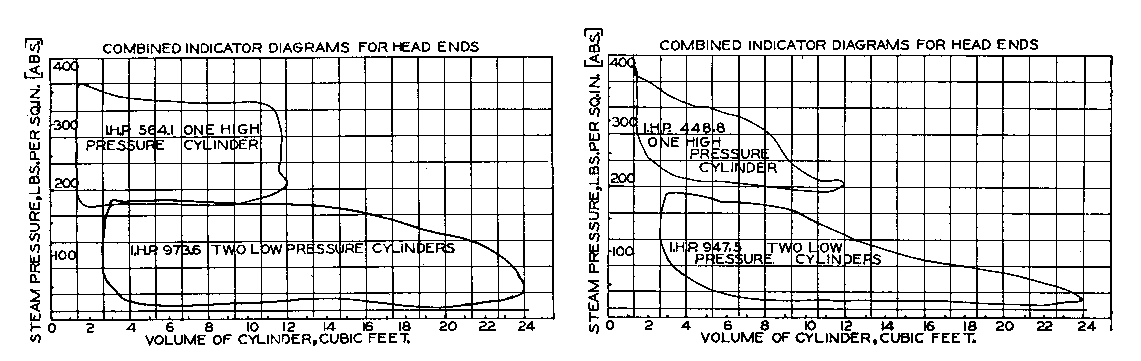 COMBINED INDICATOR DIAGRAMS FOR HEAD ENDS
STEAM PRESSURE, LBS. PER SQ. IN. [ABS.]
400
300
200
100
I.H.P. 564.1 ONE HIGH
PRESSURE CYLINDER
I.H.P. 973.6 TWO LOW PRESSURE CYLINDERS
0 2 4 6 8 10 12 14 16 18 20 22 24
VOLUME OF CYLINDER, CUBIC FEET.
COMBINED INDICATOR DIAGRAMS FOR HEAD ENDS
STEAM PRESSURE, LBS. PER SQ. IN. [ABS.]
400
300
200
100
I.H.P. 448.8
ONE HIGH
PRESSURE
CYLINDER
I.H.P. 947.5 TWO LOW
PRESSURE CYLINDERS
0 2 4 6 8 10 12 14 16 18 20 22 24
VOLUME OF CYLINDER, CUBIC FEET.